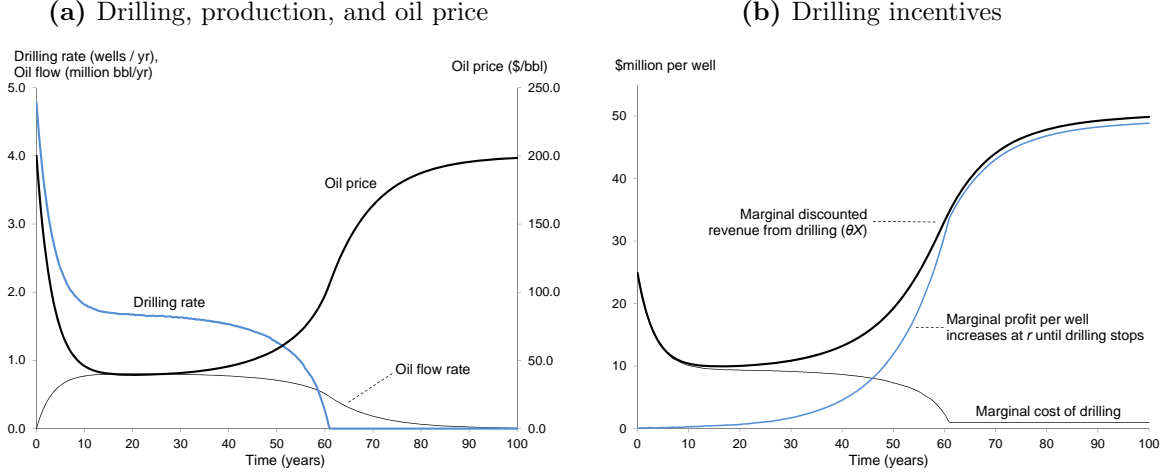 (a) Drilling, production, and oil price
Drilling rate (wells / yr),
Oil flow (million bbl/yr)
Oil price ($/bbl)
5.0
4.0
3.0
2.0
1.0
0.0
250.0
200.0
150.0
100.0
50.0
0.0
Oil price
Drilling rate
Oil flow rate
0 10 20 30 40 50 60 70 80 90 100
Time (years)
(b) Drilling incentives
$million per well
50
40
30
20
10
0
Marginal discounted
revenue from drilling (θX)
Marginal profit per well
increases at r until drilling stops
Marginal cost of drilling
0 10 20 30 40 50 60 70 80 90 100
Time (years)